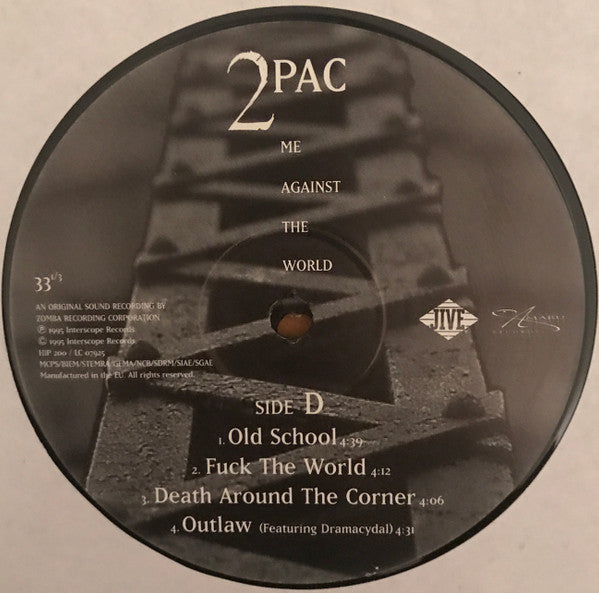 2PAC
ME
AGAINST
THE
WORLD
33 1/3
AN ORIGINAL SOUND RECORDING BY
ZOMBA RECORDING CORPORATION
℗ 1995 Interscope Records
© 1995 Interscope Records
HIP 200 / LC 07925
MCPS/BIEM/STEMRA/GEMA/NCB/SDRM/SIAE/SGAE
Manufactured in the EU. All rights reserved.
JIVE
Amaru
RECORDS
SIDE D
1. Old School 4:39
2. Fuck The World 4:12
3. Death Around The Corner 4:06
4. Outlaw (Featuring Dramacydal) 4:31